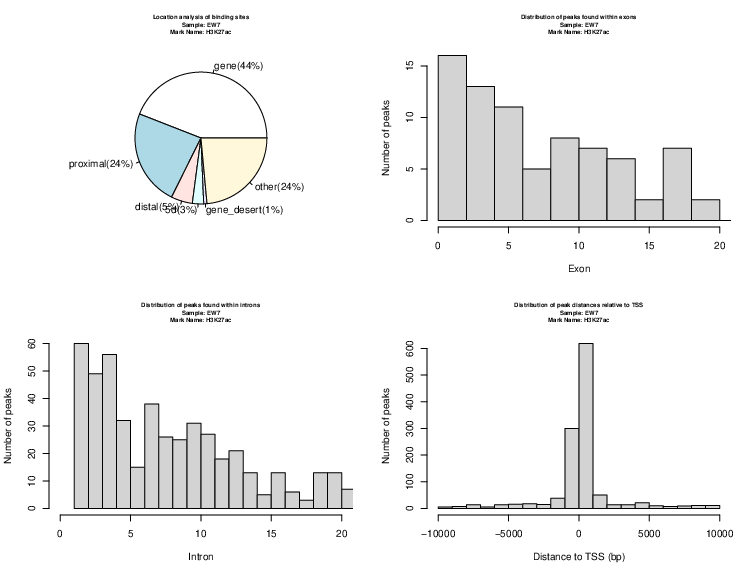 Location analysis of binding sites
Sample: EW7
Mark Name: H3K27ac
gene(44%)
proximal(24%)
distal(5%)
5d(3%)
gene_desert(1%)
other(24%)
Distribution of peaks found within exons
Sample: EW7
Mark Name: H3K27ac
Number of peaks
0
5
10
15
0
5
10
15
20
Exon
Distribution of peaks found within introns
Sample: EW7
Mark Name: H3K27ac
Number of peaks
0
10
20
30
40
50
60
0
5
10
15
20
Intron
Distribution of peak distances relative to TSS
Sample: EW7
Mark Name: H3K27ac
Number of peaks
0
100
200
300
400
500
600
−10000
−5000
0
5000
10000
Distance to TSS (bp)